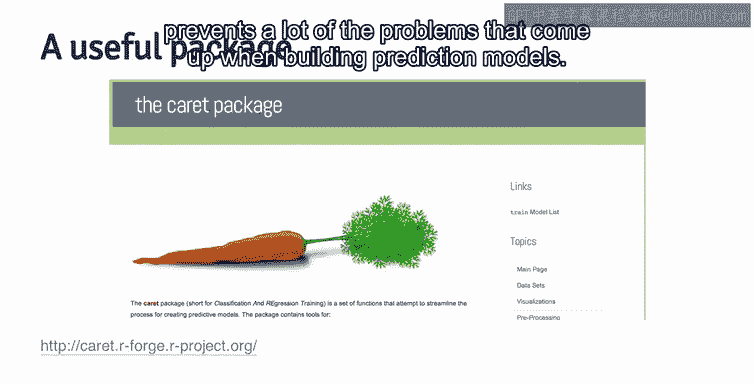 A useful package
prevents a lot of the problems that come
up when building prediction models.
the caret package
Links
train Model List
Topics
Main Page
Data Sets
Visualizations
Pre-Processing
The caret package (short for Classification And REgression Training) is a set of functions that attempt to streamline the
process for creating predictive models. The package contains tools for:
http://caret.r-forge.r-project.org/